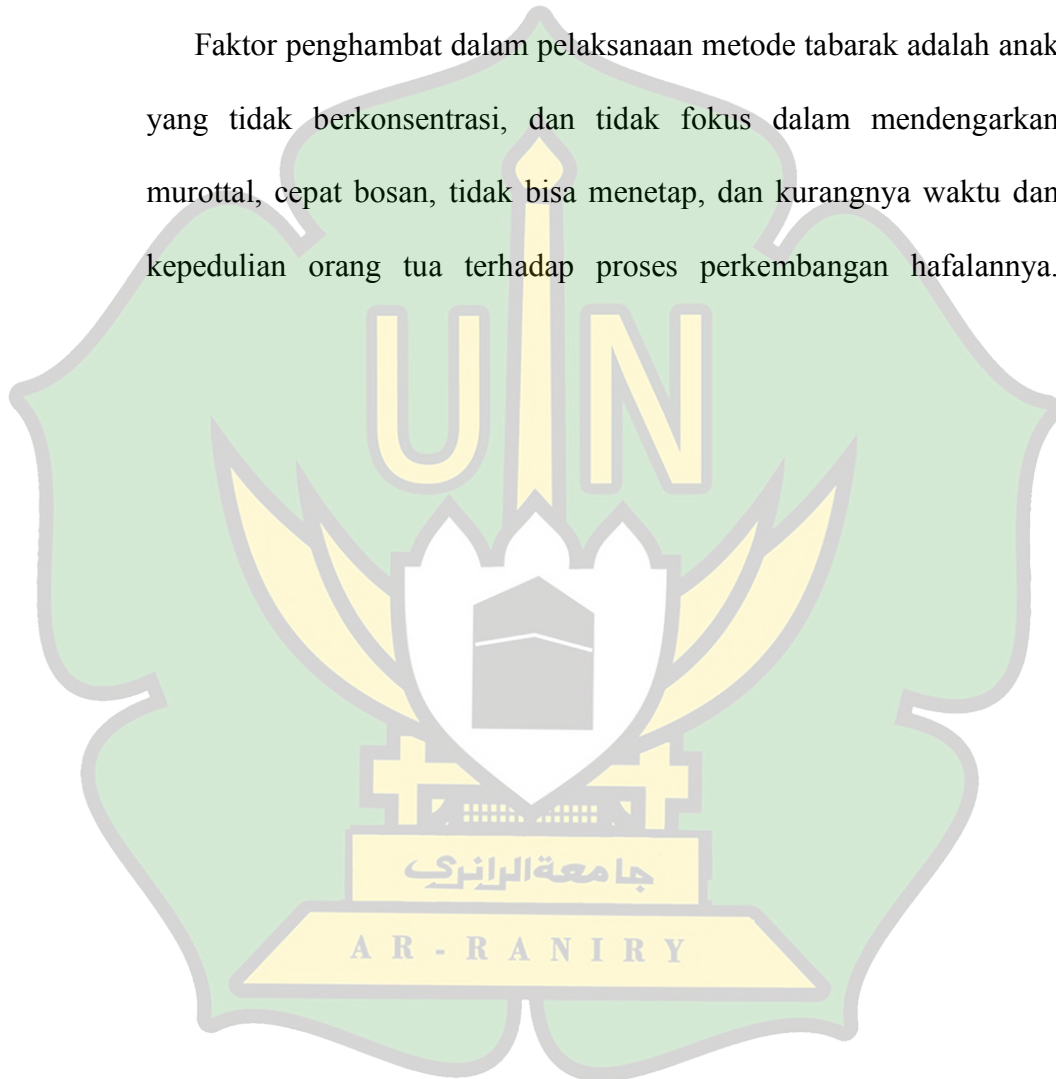 Faktor penghambat dalam pelaksanaan metode tabarak adalah anak
yang tidak berkonsentrasi, dan tidak fokus dalam mendengarkan
murottal, cepat bosan, tidak bisa menetap, dan kurangnya waktu dan
kepedulian orang tua terhadap proses perkembangan hafalannya.
UIN
جامعةالرانري
AR-RANIRY